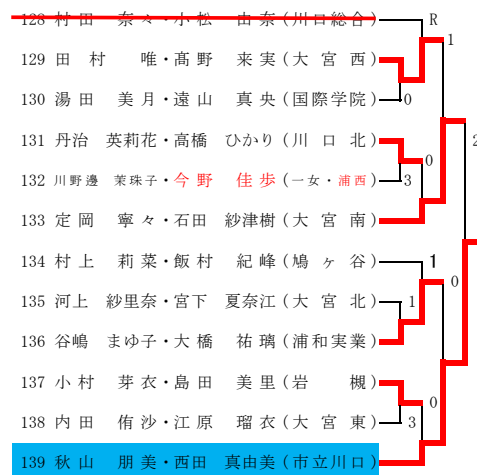 128 村田 奈々・小松 由奈(川口総合) R
1
129 田村 唯・髙野 来実(大宮西)
130 湯田 美月・遠山 真央(国際学院) 0
2
131 丹治 英莉花・高橋 ひかり(川口北)
0
132 川野邊 茉珠子・今野 佳歩(一女・浦西) 3
133 定岡 寧々・石田 紗津樹(大宮南)
134 村上 莉菜・飯村 紀峰(鳩ヶ谷) 1
0
135 河上 紗里奈・宮下 夏奈江(大宮北) 1
136 谷嶋 まゆ子・大橋 祐璃(浦和実業)
137 小村 芽衣・島田 美里(岩槻)
0
138 内田 侑沙・江原 瑠衣(大宮東) 3
139 秋山 朋美・西田 真由美(市立川口)